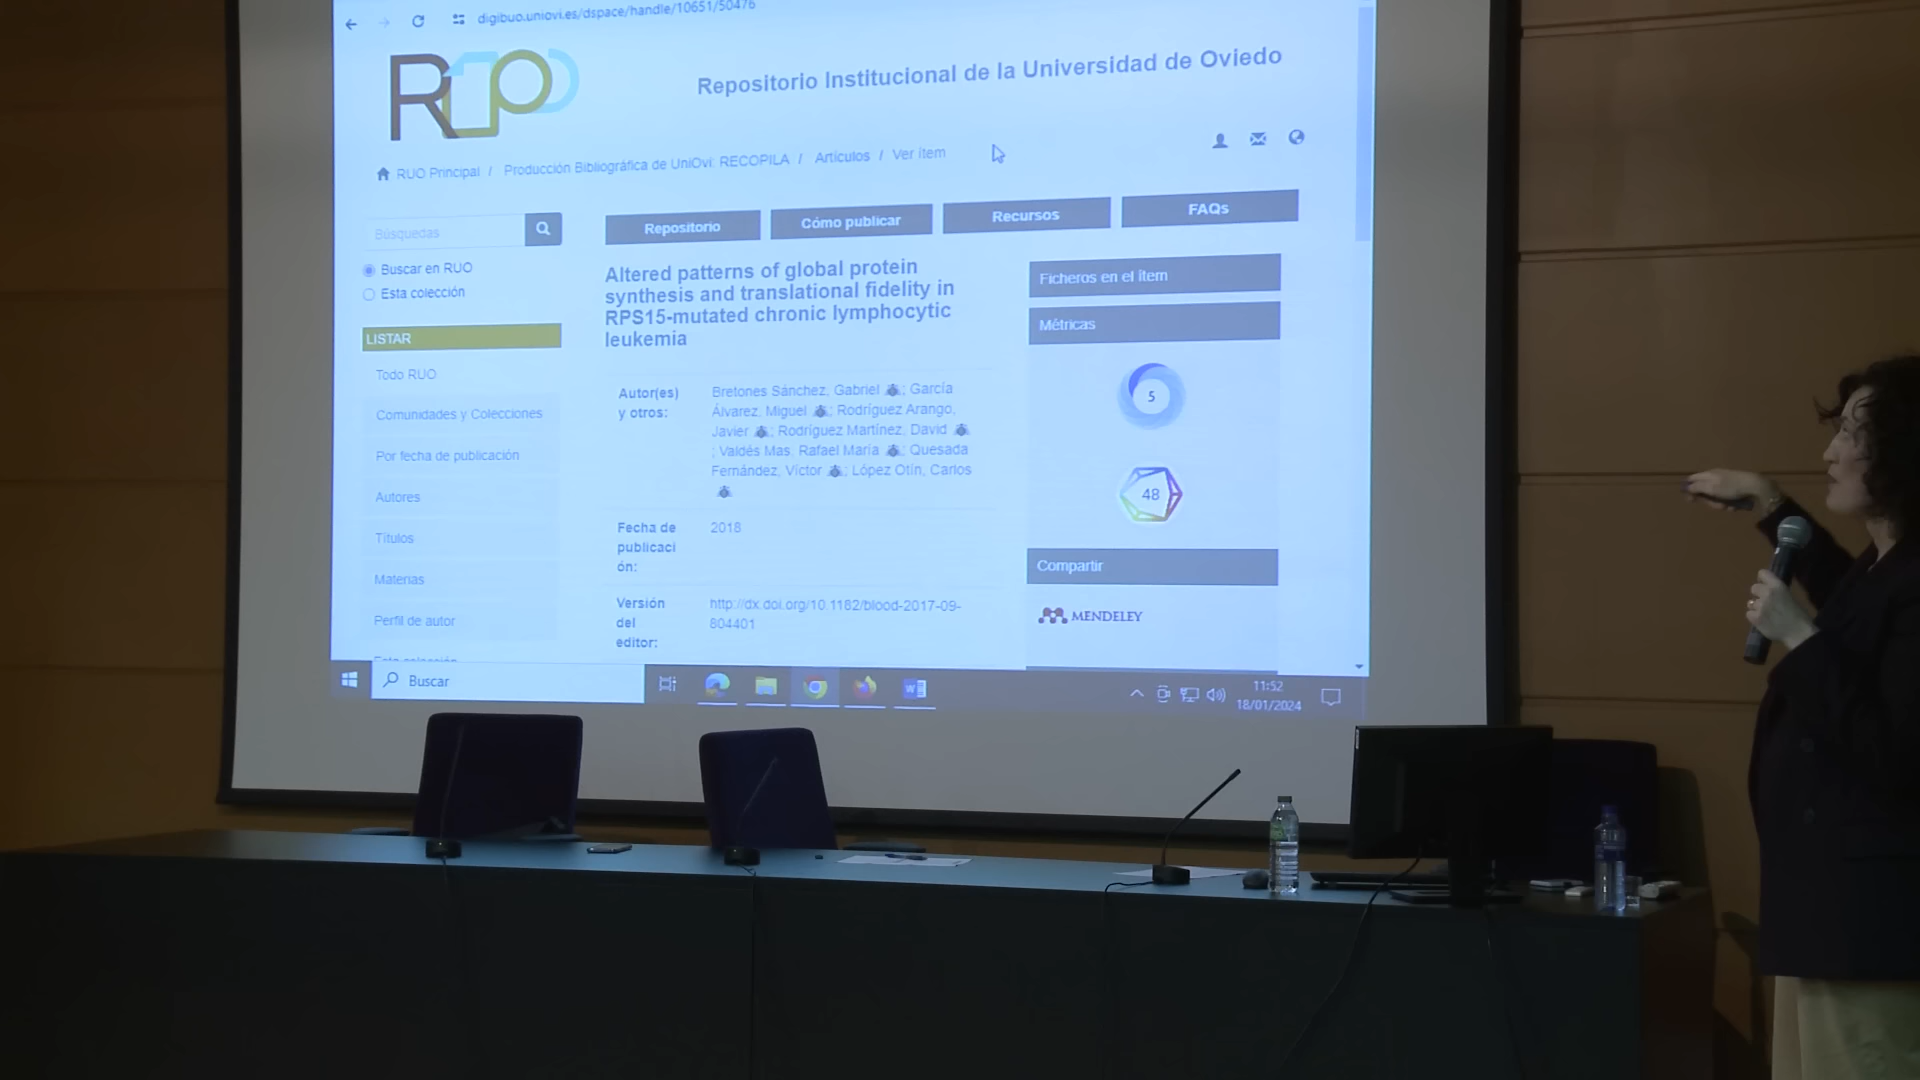 digibuo.uniovi.es/dspace/handle/10651/50476
RUO
Repositorio Institucional de la Universidad de Oviedo
RUO Principal / Producción Bibliográfica de UniOvi: RECOPILA / Artículos / Ver ítem
Búsquedas
Buscar en RUO
Esta colección
LISTAR
Todo RUO
Comunidades y Colecciones
Por fecha de publicación
Autores
Títulos
Materias
Perfil de autor
Esta colección
Repositorio
Cómo publicar
Recursos
FAQs
Altered patterns of global protein
synthesis and translational fidelity in
RPS15-mutated chronic lymphocytic
leukemia
Autor(es)
y otros:
Bretones Sánchez, Gabriel ; García
Álvarez, Miguel ; Rodríguez Arango,
Javier ; Rodríguez Martínez, David
; Valdés Mas, Rafael María ; Quesada
Fernández, Víctor ; López Otín, Carlos
Fecha de
publicaci
ón:
2018
Versión
del
editor:
http://dx.doi.org/10.1182/blood-2017-09-
804401
Ficheros en el ítem
Métricas
5
48
Compartir
MENDELEY
Buscar
11:52
18/01/2024